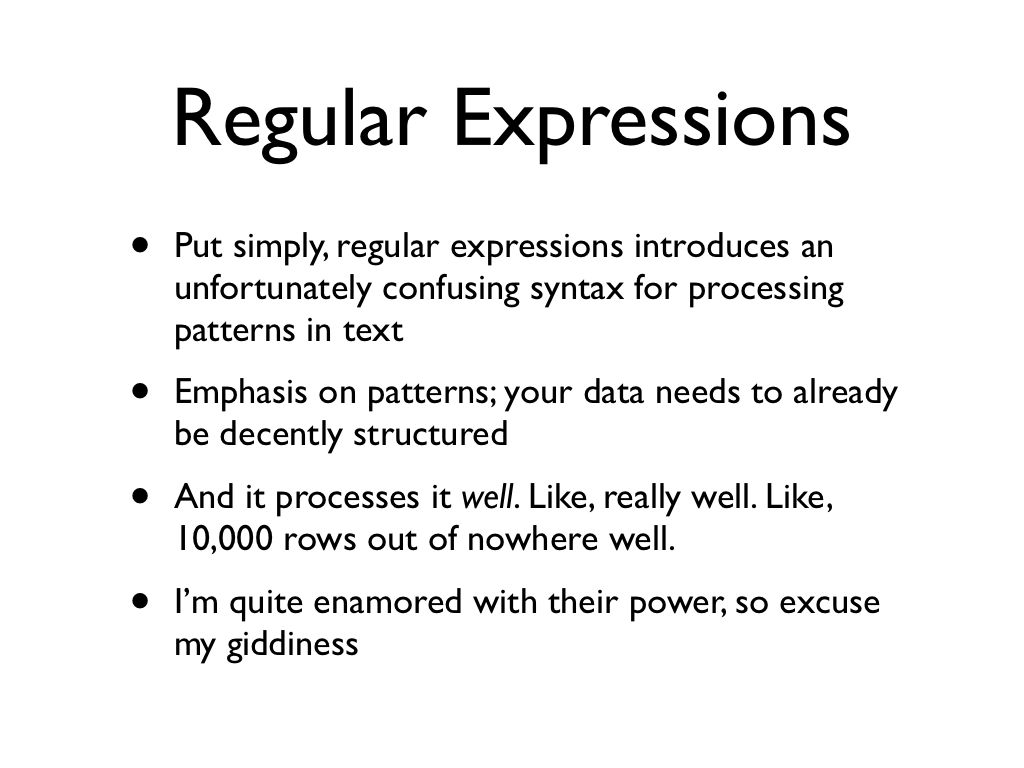 Regular Expressions
• Put simply, regular expressions introduces an
unfortunately confusing syntax for processing
patterns in text
• Emphasis on patterns; your data needs to already
be decently structured
• And it processes it well. Like, really well. Like,
10,000 rows out of nowhere well.
• I’m quite enamored with their power, so excuse
my giddiness